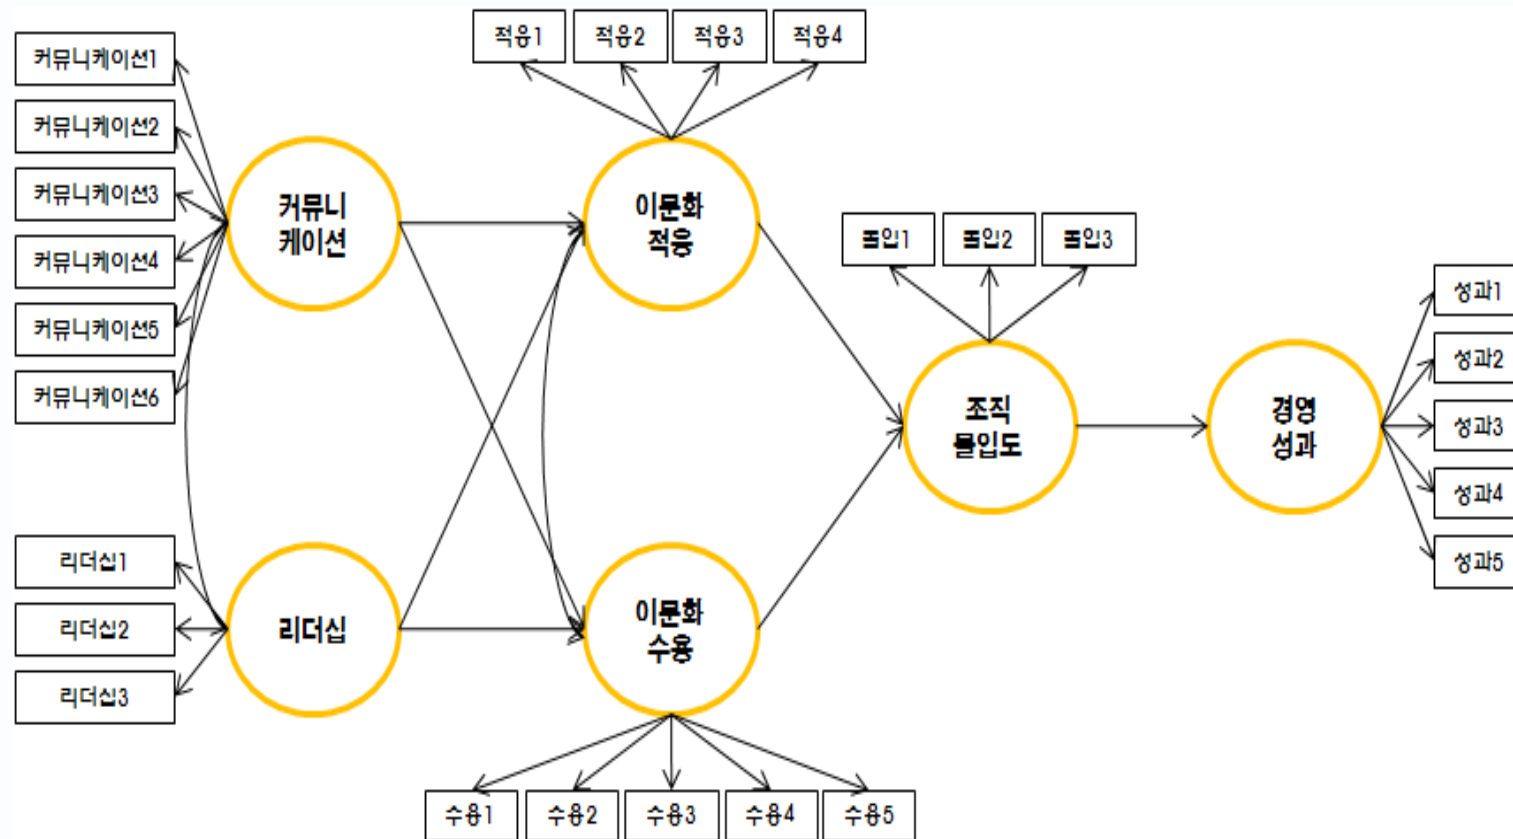 적응1
적응2
적응3
적응4
커뮤니케이션1
커뮤니케이션2
커뮤니케이션3
커뮤니케이션4
커뮤니케이션5
커뮤니케이션6
커뮤니
케이션
이문화
적응
몰입1
몰입2
몰입3
조직
몰입도
경영
성과
성과1
성과2
성과3
성과4
성과5
리더십1
리더십2
리더십3
리더십
이문화
수용
수용1
수용2
수용3
수용4
수용5